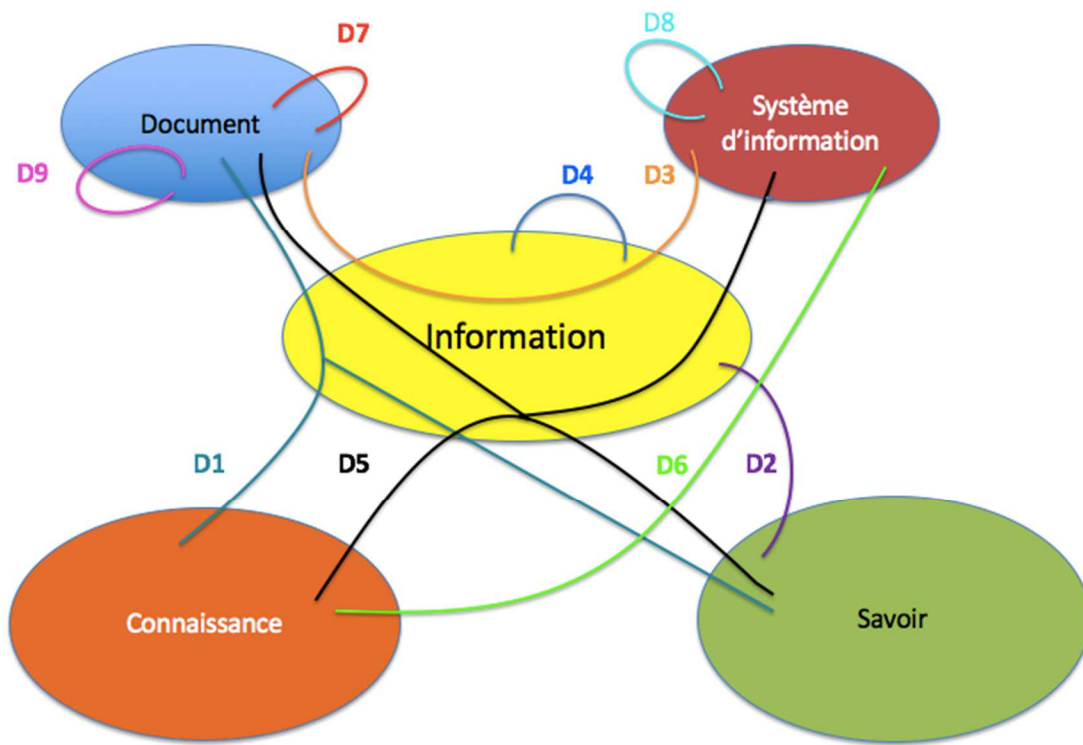 D7
D8
Document
Système
d'information
D9
D4
D3
Information
D1
D5
D6
D2
Connaissance
Savoir